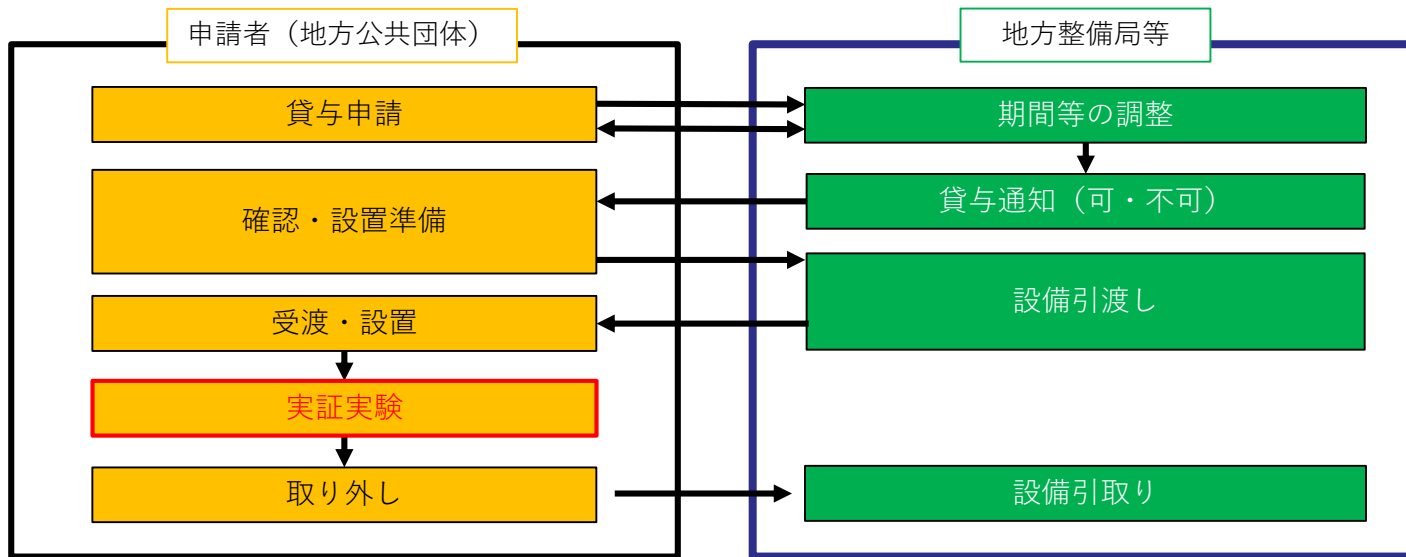 申請者（地方公共団体）
地方整備局等
貸与申請
期間等の調整
貸与通知（可・不可）
確認・設置準備
設備引渡し
受渡・設置
実証実験
取り外し
設備引取り